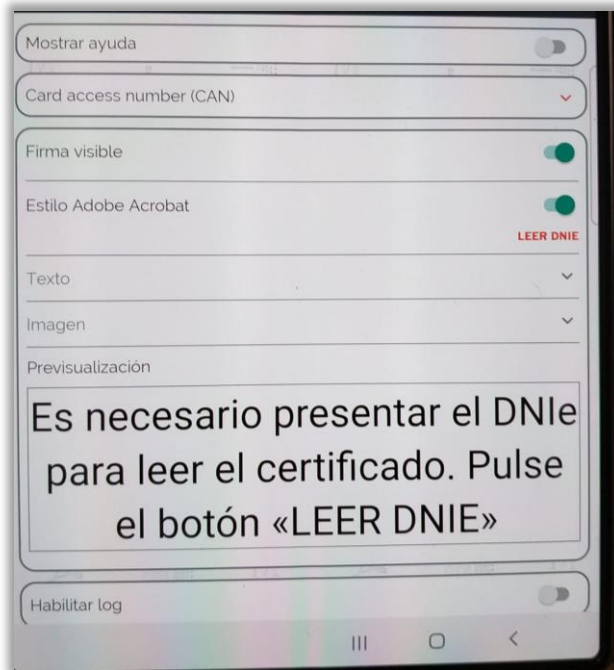 Mostrar ayuda
Card access number (CAN)
Firma visible
Estilo Adobe Acrobat
LEER DNIE
Texto
Imagen
Previsualización
Es necesario presentar el DNIe
para leer el certificado. Pulse
el botón «LEER DNIE»
Habilitar log